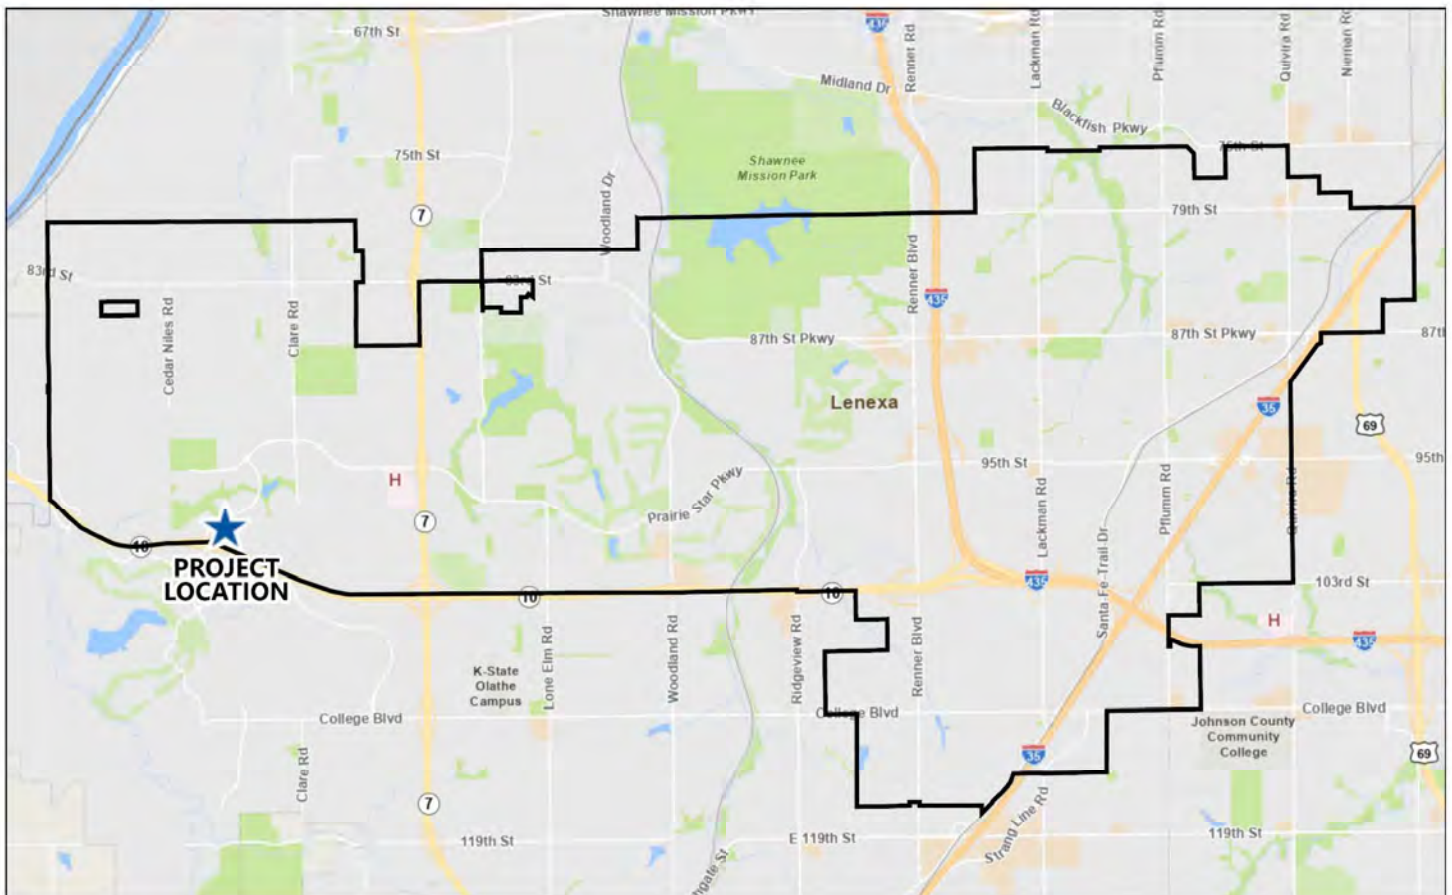 Shawnee Mission Pkwy
67th St
435
Renner Rd
Lackman Rd
Pflumm Rd
Quivira Rd
Nieman Rd
Midland Dr
Blackfish Pkwy
75th St
75th St
Shawnee
Mission Park
Woodland Dr
7
79th St
83rd St
83rd St
Renner Blvd
435
Cedar Niles Rd
Clare Rd
87th St Pkwy
87th St Pkwy
87th
Lenexa
35
69
95th St
95th
H
Prairie Star Pkwy
7
Lackman Rd
Pflumm Rd
Quivira Rd
Santa-Fe-Trail-Dr
10
PROJECT
LOCATION
10
10
435
103rd St
H
435
K-State
Olathe
Campus
Lone Elm Rd
Woodland Rd
Ridgeview Rd
Renner Blvd
College Blvd
College Blvd
College Blvd
Johnson County
Community
College
Clare Rd
35
69
7
Strang Line Rd
119th St
E 119th St
119th St